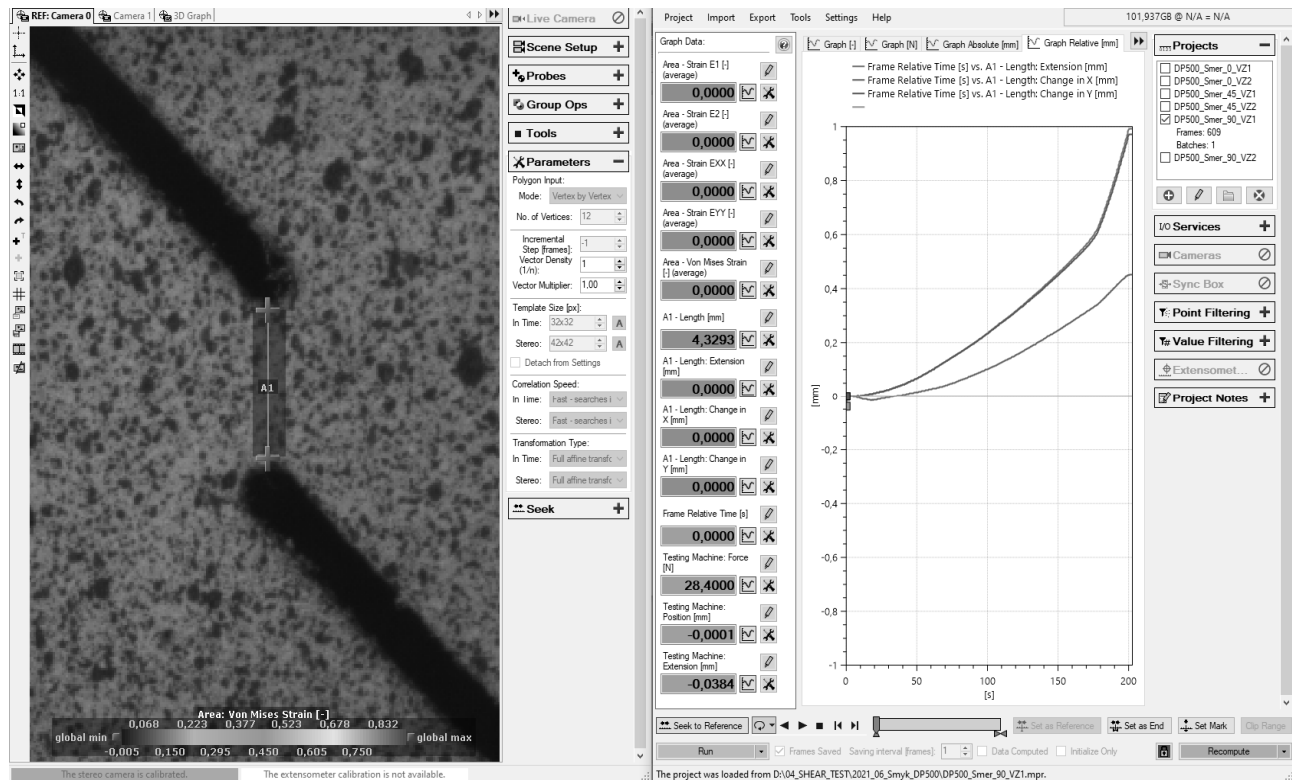 REF: Camera 0
Camera 1
3D Graph
1:1
A1
Area: Von Mises Strain [-]
0,068 0,223 0,377 0,523 0,678 0,832
global min
global max
-0,005 0,150 0,295 0,450 0,605 0,750
The stereo camera is calibrated.
The extensometer calibration is not available.
Live Camera
Scene Setup
Probes
Group Ops
Tools
Parameters
Polygon Input:
Mode: Vertex by Vertex
No. of Vertices: 12
Incremental
Step [frames]: -1
Vector Density
(1/n): 1
Vector Multiplier: 1,00
Template Size [px]:
In Time: 32x32 A
Stereo: 42x42 A
Detach from Settings
Correlation Speed:
In Time: Fast - searches i
Stereo: Fast - searches i
Transformation Type:
In Time: Full affine transfc
Stereo: Full affine transfc
Seek
Project Import Export Tools Settings Help
101,937GB @ N/A = N/A
Graph Data:
Area - Strain E1 [-]
(average)
0,0000
Area - Strain E2 [-]
(average)
0,0000
Area - Strain EXX [-]
(average)
0,0000
Area - Strain EYY [-]
(average)
0,0000
Area - Von Mises Strain
[-] (average)
0,0000
A1 - Length [mm]
4,3293
A1 - Length: Extension
[mm]
0,0000
A1 - Length: Change in
X [mm]
0,0000
A1 - Length: Change in
Y [mm]
0,0000
Frame Relative Time [s]
0,0000
Testing Machine: Force
[N]
28,4000
Testing Machine:
Position [mm]
-0,0001
Testing Machine:
Extension [mm]
-0,0384
Graph [-]
Graph [N]
Graph Absolute [mm]
Graph Relative [mm]
Frame Relative Time [s] vs. A1 - Length: Extension [mm]
Frame Relative Time [s] vs. A1 - Length: Change in X [mm]
Frame Relative Time [s] vs. A1 - Length: Change in Y [mm]
1
0,8
0,6
0,4
0,2
0
-0,2
-0,4
-0,6
-0,8
-1
[mm]
0 50 100 150 200
[s]
Projects
DP500_Smer_0_VZ1
DP500_Smer_0_VZ2
DP500_Smer_45_VZ1
DP500_Smer_45_VZ2
DP500_Smer_90_VZ1
Frames: 609
Batches: 1
DP500_Smer_90_VZ2
I/O Services
Cameras
Sync Box
Point Filtering
Value Filtering
Extensomet...
Project Notes
Seek to Reference
Set as Reference
Set as End
Set Mark
Clip Range
Run
Frames Saved
Saving interval [frames]: 1
Data Computed
Initialize Only
Recompute
The project was loaded from D:\04_SHEAR_TEST\2021_06_Smyk_DP500\DP500_Smer_90_VZ1.mpr.